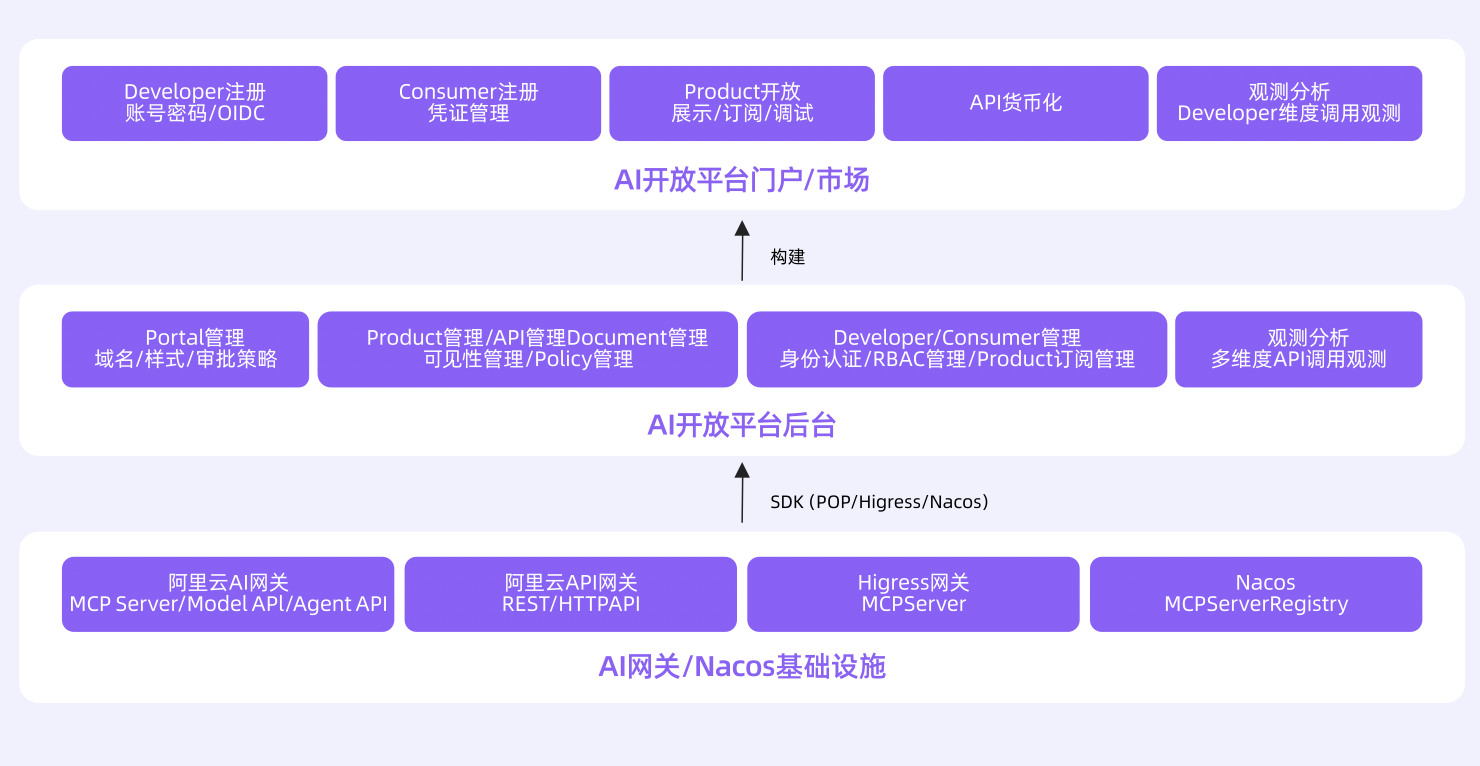 Developer注册
账号密码/OIDC
Consumer注册
凭证管理
Product开放
展示/订阅/调试
API货币化
观测分析
Developer维度调用观测
AI开放平台门户/市场
构建
Portal管理
域名/样式/审批策略
Product管理/API管理Document管理
可见性管理/Policy管理
Developer/Consumer管理
身份认证/RBAC管理/Product订阅管理
观测分析
多维度API调用观测
AI开放平台后台
SDK (POP/Higress/Nacos)
阿里云AI网关
MCP Server/Model APl/Agent API
阿里云API网关
REST/HTTPAPI
Higress网关
MCPServer
Nacos
MCPServerRegistry
AI网关/Nacos基础设施